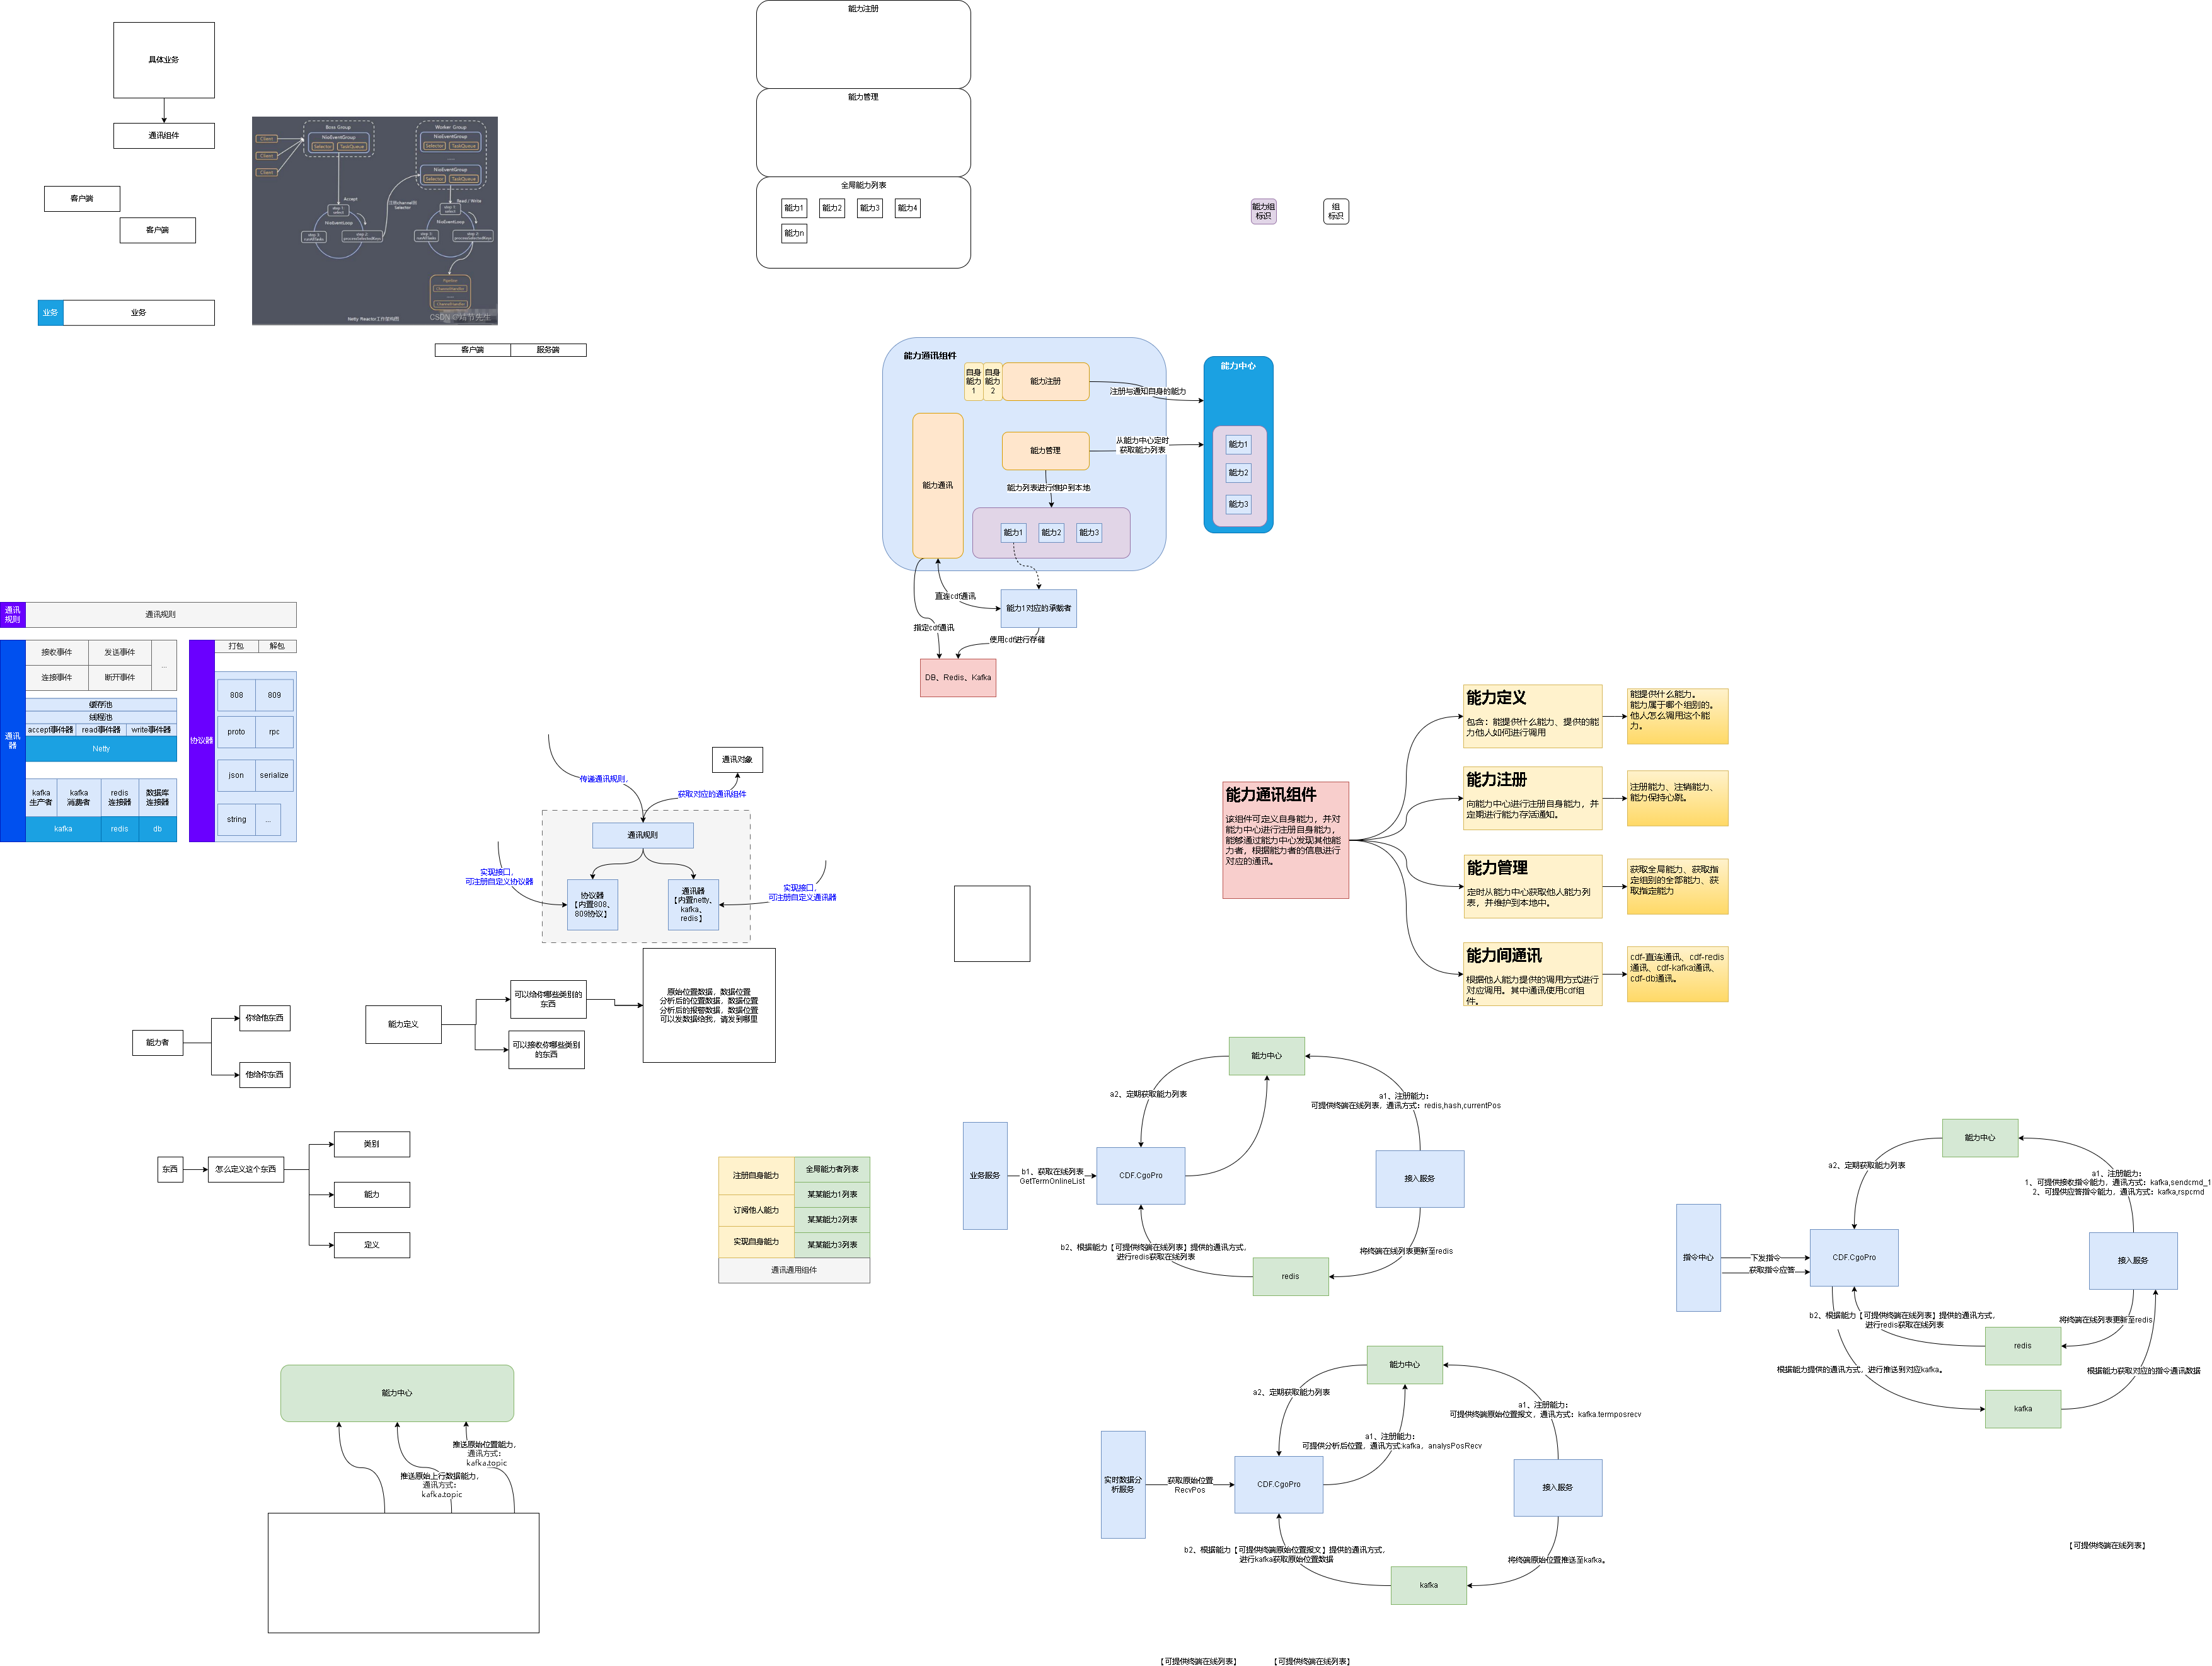 具体业务
通讯组件
客户端
客户端
业务
业务
Client
Client
Client
Boss Group
NioEventGroup
Selector
TaskQueue
Worker Group
NioEventGroup
Selector
TaskQueue
......
NioEventGroup
Selector
TaskQueue
Accept
注册channel到
Selector
Read / Write
step 1:
select
NioEventLoop
step 3:
runAllTasks
step 2:
processSelectedKeys
step 1:
select
NioEventLoop
step 3:
runAllTasks
step 2:
processSelectedKeys
Pipeline
ChannelHandler
......
ChannelHandler
Netty Reactor工作架构图
客户端
服务端
能力注册
能力管理
全局能力列表
能力1
能力2
能力3
能力4
能力n
能力组
标识
组
标识
能力通讯组件
自身
能力
1
自身
能力
2
能力注册
注册与通知自身的能力
能力中心
能力通讯
能力管理
从能力中心定时
获取能力列表
能力1
能力2
能力3
能力列表进行维护到本地
能力1
能力2
能力3
直连cdf通讯
能力1对应的承载者
指定cdf通讯
使用cdf进行存储
DB、Redis、Kafka
通讯
规则
通讯规则
通讯
器
接收事件
发送事件
...
连接事件
断开事件
缓存池
线程池
accept事件器
read事件器
write事件器
Netty
kafka
生产者
kafka
消费者
redis
连接器
数据库
连接器
kafka
redis
db
协议器
打包
解包
808
809
proto
rpc
json
serialize
string
...
传递通讯规则，
通讯对象
获取对应的通讯组件
通讯规则
实现接口，
可注册自定义协议器
协议器
【内置808、
809协议】
通讯器
【内置netty、
kafka、
redis】
实现接口，
可注册自定义通讯器
能力通讯组件
该组件可定义自身能力，并对
能力中心进行注册自身能力，
能够通过能力中心发现其他能
力者，根据能力者的信息进行
对应的通讯。
能力定义
包含：能提供什么能力、提供的能
力他人如何进行调用
能提供什么能力。
能力属于哪个组别的。
他人怎么调用这个能
力。
能力注册
向能力中心进行注册自身能力，并
定期进行能力存活通知。
注册能力、注销能力、
能力保持心跳。
能力管理
定时从能力中心获取他人能力列
表，并维护到本地中。
获取全局能力、获取指
定组别的全部能力、获
取指定能力
能力间通讯
根据他人能力提供的调用方式进行
对应调用。其中通讯使用cdf组
件。
cdf-直连通讯、cdf-redis
通讯、cdf-kafka通讯、
cdf-db通讯。
能力者
你给他东西
他给你东西
能力定义
可以给你哪些类别的
东西
可以接收你哪些类别
的东西
原始位置数据，数据位置
分析后的位置数据，数据位置
分析后的报警数据，数据位置
可以发数据给我，请发到哪里
东西
怎么定义这个东西
类别
能力
定义
注册自身能力
订阅他人能力
实现自身能力
全局能力者列表
某某能力1列表
某某能力2列表
某某能力3列表
通讯通用组件
能力中心
a2、定期获取能力列表
a1、注册能力：
可提供终端在线列表，通讯方式：redis,hash,currentPos
业务服务
b1、获取在线列表
GetTermOnlineList
CDF.CgoPro
接入服务
b2、根据能力【可提供终端在线列表】提供的通讯方式，
进行redis获取在线列表
将终端在线列表更新至redis
redis
能力中心
a2、定期获取能力列表
a1、注册能力：
1、可提供接收指令能力，通讯方式：kafka,sendcmd_1
2、可提供应答指令能力，通讯方式：kafka,rspcmd
指令中心
下发指令
获取指令应答
CDF.CgoPro
接入服务
b2、根据能力【可提供终端在线列表】提供的通讯方式，
进行redis获取在线列表
将终端在线列表更新至redis
redis
根据能力提供的通讯方式，进行推送到对应kafka。
根据能力获取对应的指令通讯数据
kafka
能力中心
a2、定期获取能力列表
a1、注册能力：
可提供终端原始位置报文，通讯方式：kafka.termposrecv
a1、注册能力：
可提供分析后位置，通讯方式:kafka，analysPosRecv
实时数据分
析服务
获取原始位置
RecvPos
CDF.CgoPro
接入服务
b2、根据能力【可提供终端原始位置报文】提供的通讯方式，
进行kafka获取原始位置数据
将终端原始位置推送至kafka。
kafka
能力中心
推送原始位置能力，
通讯方式：
kafka.topic
推送原始上行数据能力，
通讯方式：
kafka.topic
【可提供终端在线列表】
【可提供终端在线列表】
【可提供终端在线列表】